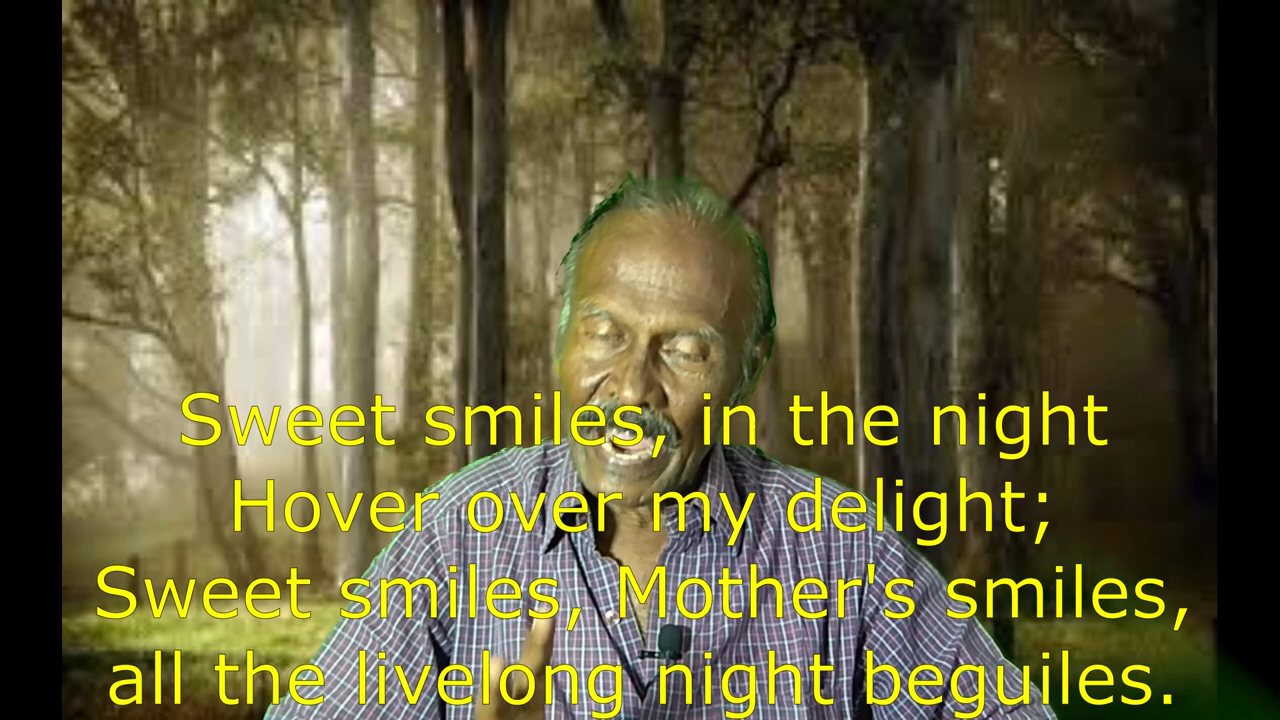 Sweet smiles, in the night
Hover over my delight;
Sweet smiles, Mother's smiles,
all the livelong night beguiles.